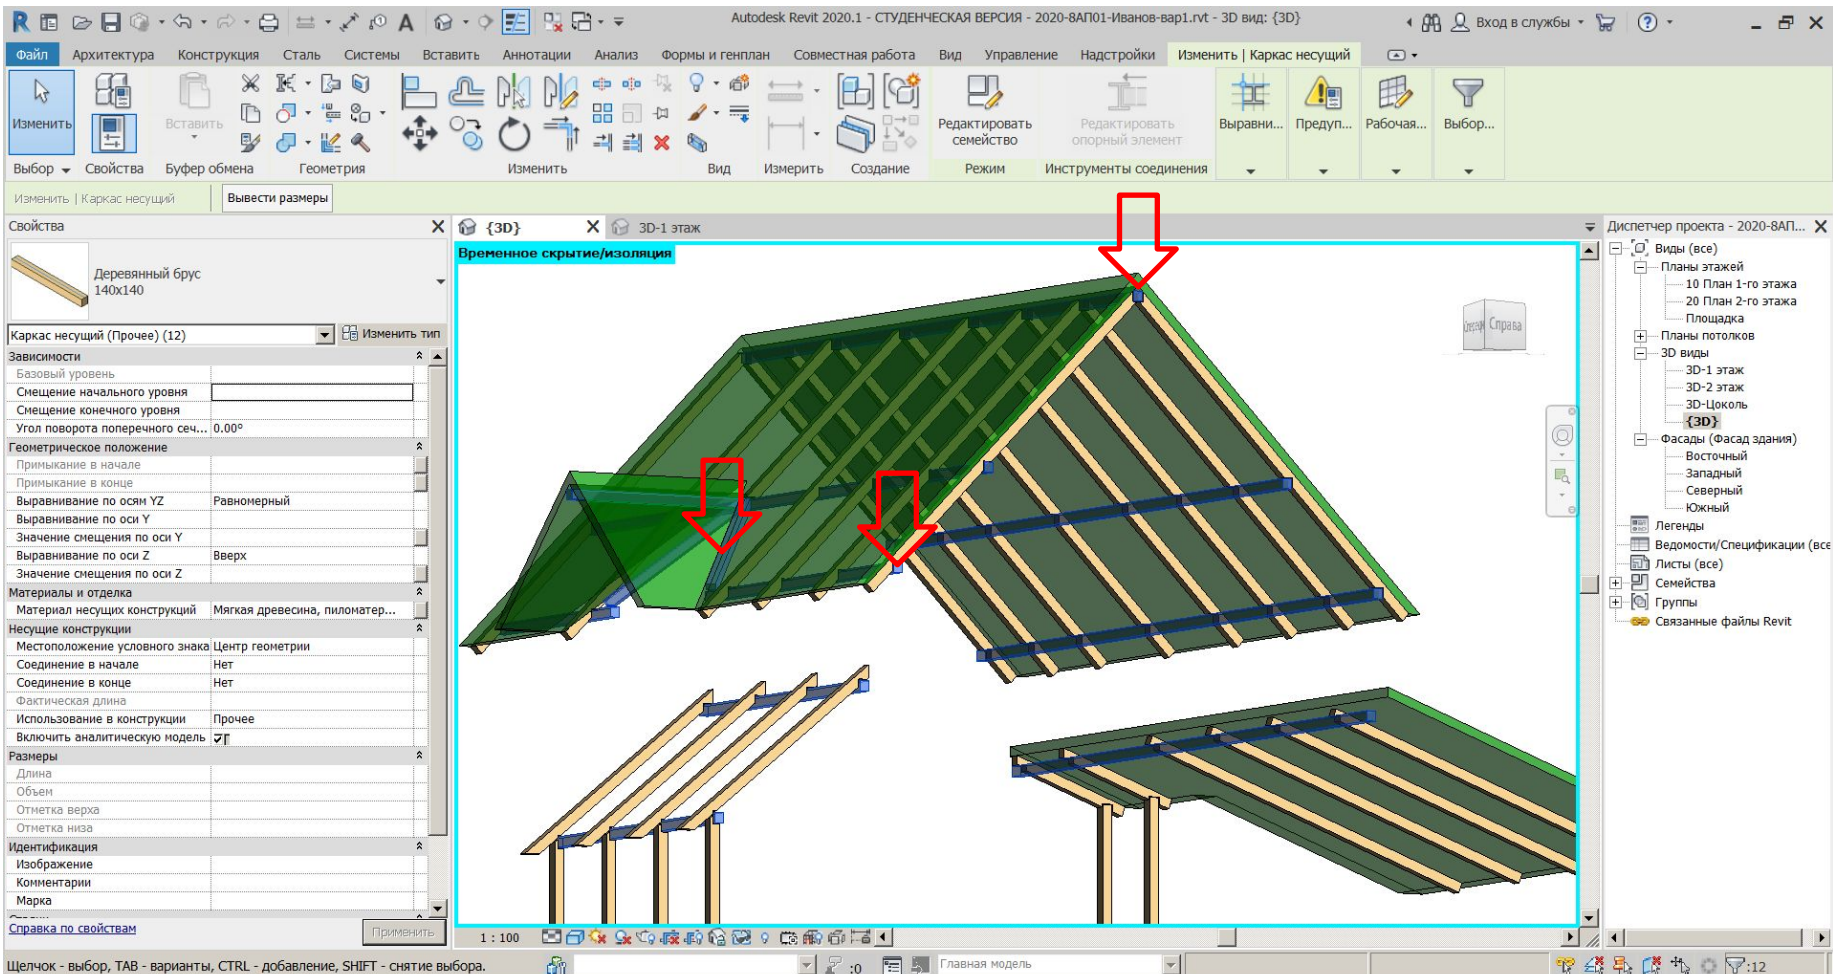 Autodesk Revit 2020.1 - СТУДЕНЧЕСКАЯ ВЕРСИЯ - 2020-8АП01-Иванов-вар1.rvt - 3D вид: {3D}
Вход в службы
Файл Архитектура Конструкция Сталь Системы Вставить Аннотации Анализ Формы и генплан Совместная работа Вид Управление Надстройки Изменить | Каркас несущий
Изменить
Вставить
Редактировать семейство
Редактировать опорный элемент
Выравни... Предуп... Рабочая... Выбор...
Выбор Свойства Буфер обмена Геометрия Изменить Вид Измерить Создание Режим Инструменты соединения
Изменить | Каркас несущий Вывести размеры
Свойства
{3D} 3D-1 этаж
Временное скрытие/изоляция
Деревянный брус
140x140
Каркас несущий (Прочее) (12) Изменить тип
Зависимости
Базовый уровень
Смещение начального уровня
Смещение конечного уровня
Угол поворота поперечного сеч... 0.00°
Геометрическое положение
Примыкание в начале
Примыкание в конце
Выравнивание по осям YZ Равномерный
Выравнивание по оси Y
Значение смещения по оси Y
Выравнивание по оси Z Вверх
Значение смещения по оси Z
Материалы и отделка
Материал несущих конструкций Мягкая древесина, пиломатер...
Несущие конструкции
Местоположение условного знака Центр геометрии
Соединение в начале Нет
Соединение в конце Нет
Фактическая длина
Использование в конструкции Прочее
Включить аналитическую модель
Размеры
Длина
Объем
Отметка верха
Отметка низа
Идентификация
Изображение
Комментарии
Марка
Справка по свойствам Применить
Справа
1 : 100
Диспетчер проекта - 2020-8АП...
Виды (все)
Планы этажей
10 План 1-го этажа
20 План 2-го этажа
Площадка
Планы потолков
3D виды
3D-1 этаж
3D-2 этаж
3D-Цоколь
{3D}
Фасады (Фасад здания)
Восточный
Западный
Северный
Южный
Легенды
Ведомости/Спецификации (все
Листы (все)
Семейства
Группы
Связанные файлы Revit
Щелчок - выбор, TAB - варианты, CTRL - добавление, SHIFT - снятие выбора.
:0
Главная модель
:12